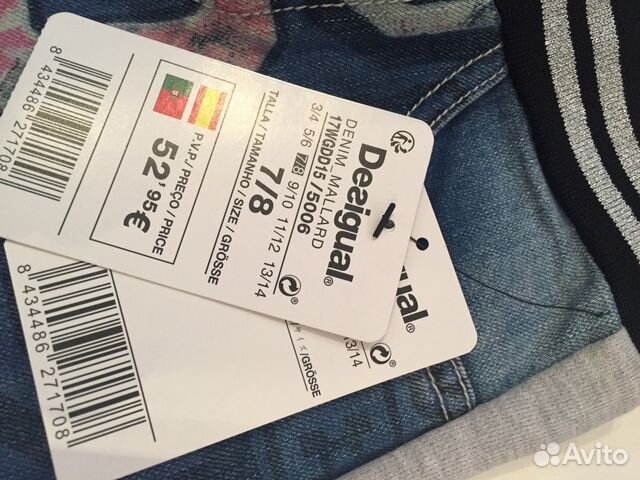 Desigual®
DENIM_MALLARD
17WGDD15 / 5006
3/4 5/6 7/8 9/10 11/12 13/14
TALLA / TAMANHO / SIZE / GRÖSSE
7/8
P.V.P. / PREÇO / PRICE
52'95€
8 434486 271708
gual®
13/14
/GRÖSSE
8 434486 271708
Avito